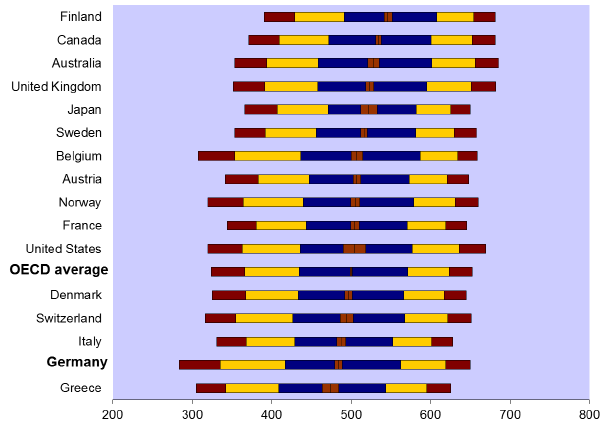 Finland
Canada
Australia
United Kingdom
Japan
Sweden
Belgium
Austria
Norway
France
United States
OECD average
Denmark
Switzerland
Italy
Germany
Greece
200 300 400 500 600 700 800